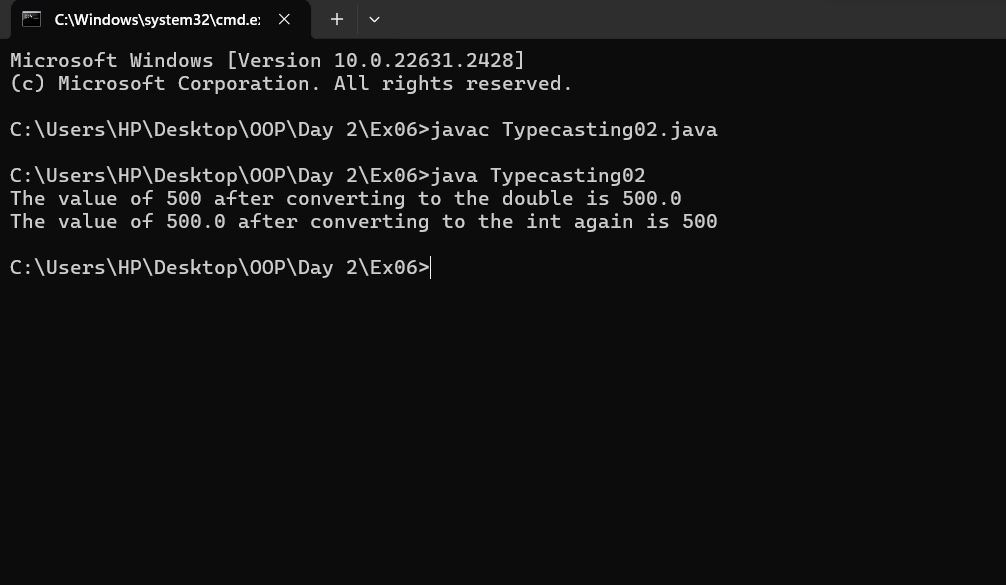 C:\Windows\system32\cmd.e
Microsoft Windows [Version 10.0.22631.2428]
(c) Microsoft Corporation. All rights reserved.
C:\Users\HP\Desktop\OOP\Day 2\Ex06>javac Typecasting02.java
C:\Users\HP\Desktop\OOP\Day 2\Ex06>java Typecasting02
The value of 500 after converting to the double is 500.0
The value of 500.0 after converting to the int again is 500
C:\Users\HP\Desktop\OOP\Day 2\Ex06>